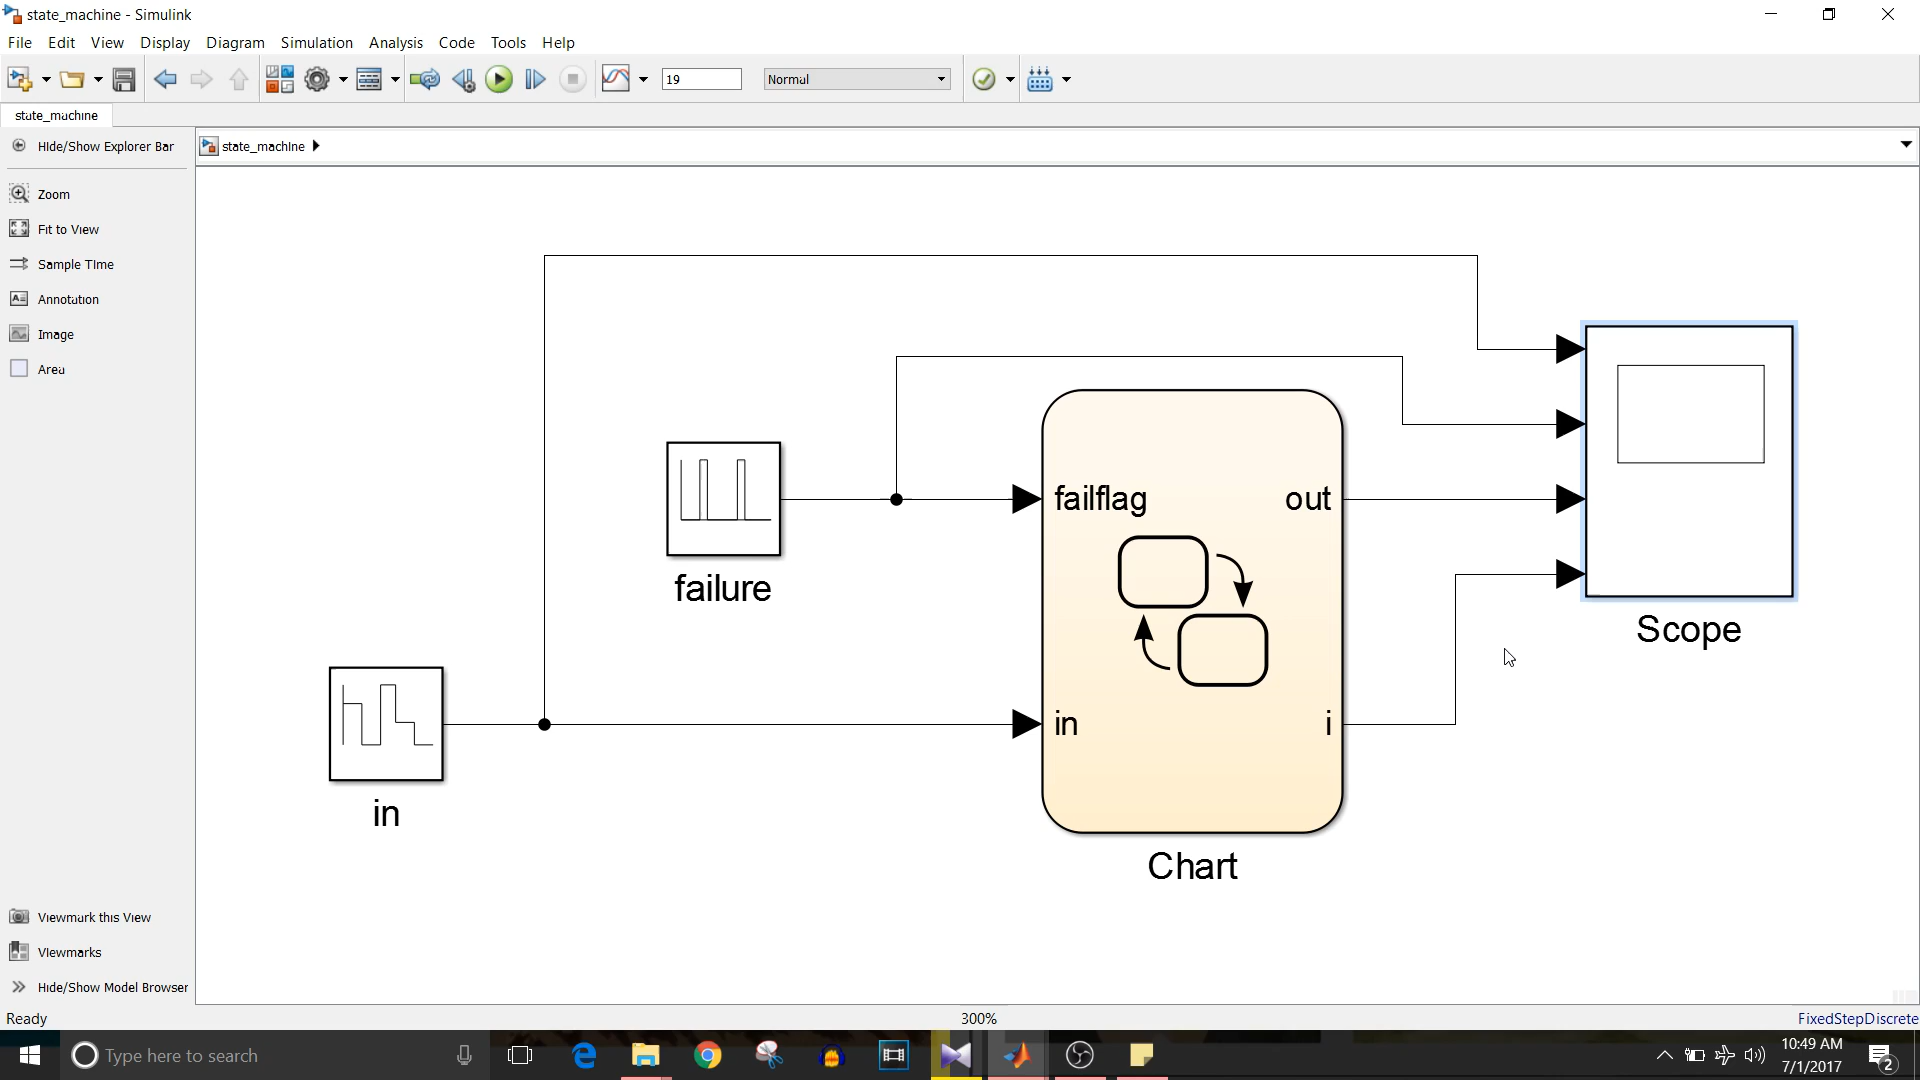 state_machine - Simulink
File Edit View Display Diagram Simulation Analysis Code Tools Help
19 Normal
state_machine
Hide/Show Explorer Bar
state_machine
Zoom
Fit to View
Sample Time
Annotation
Image
Area
failflag
out
failure
Scope
in
i
in
Chart
Viewmark this View
Viewmarks
Hide/Show Model Browser
Ready
300%
FixedStepDiscrete
Type here to search
10:49 AM
7/1/2017
2